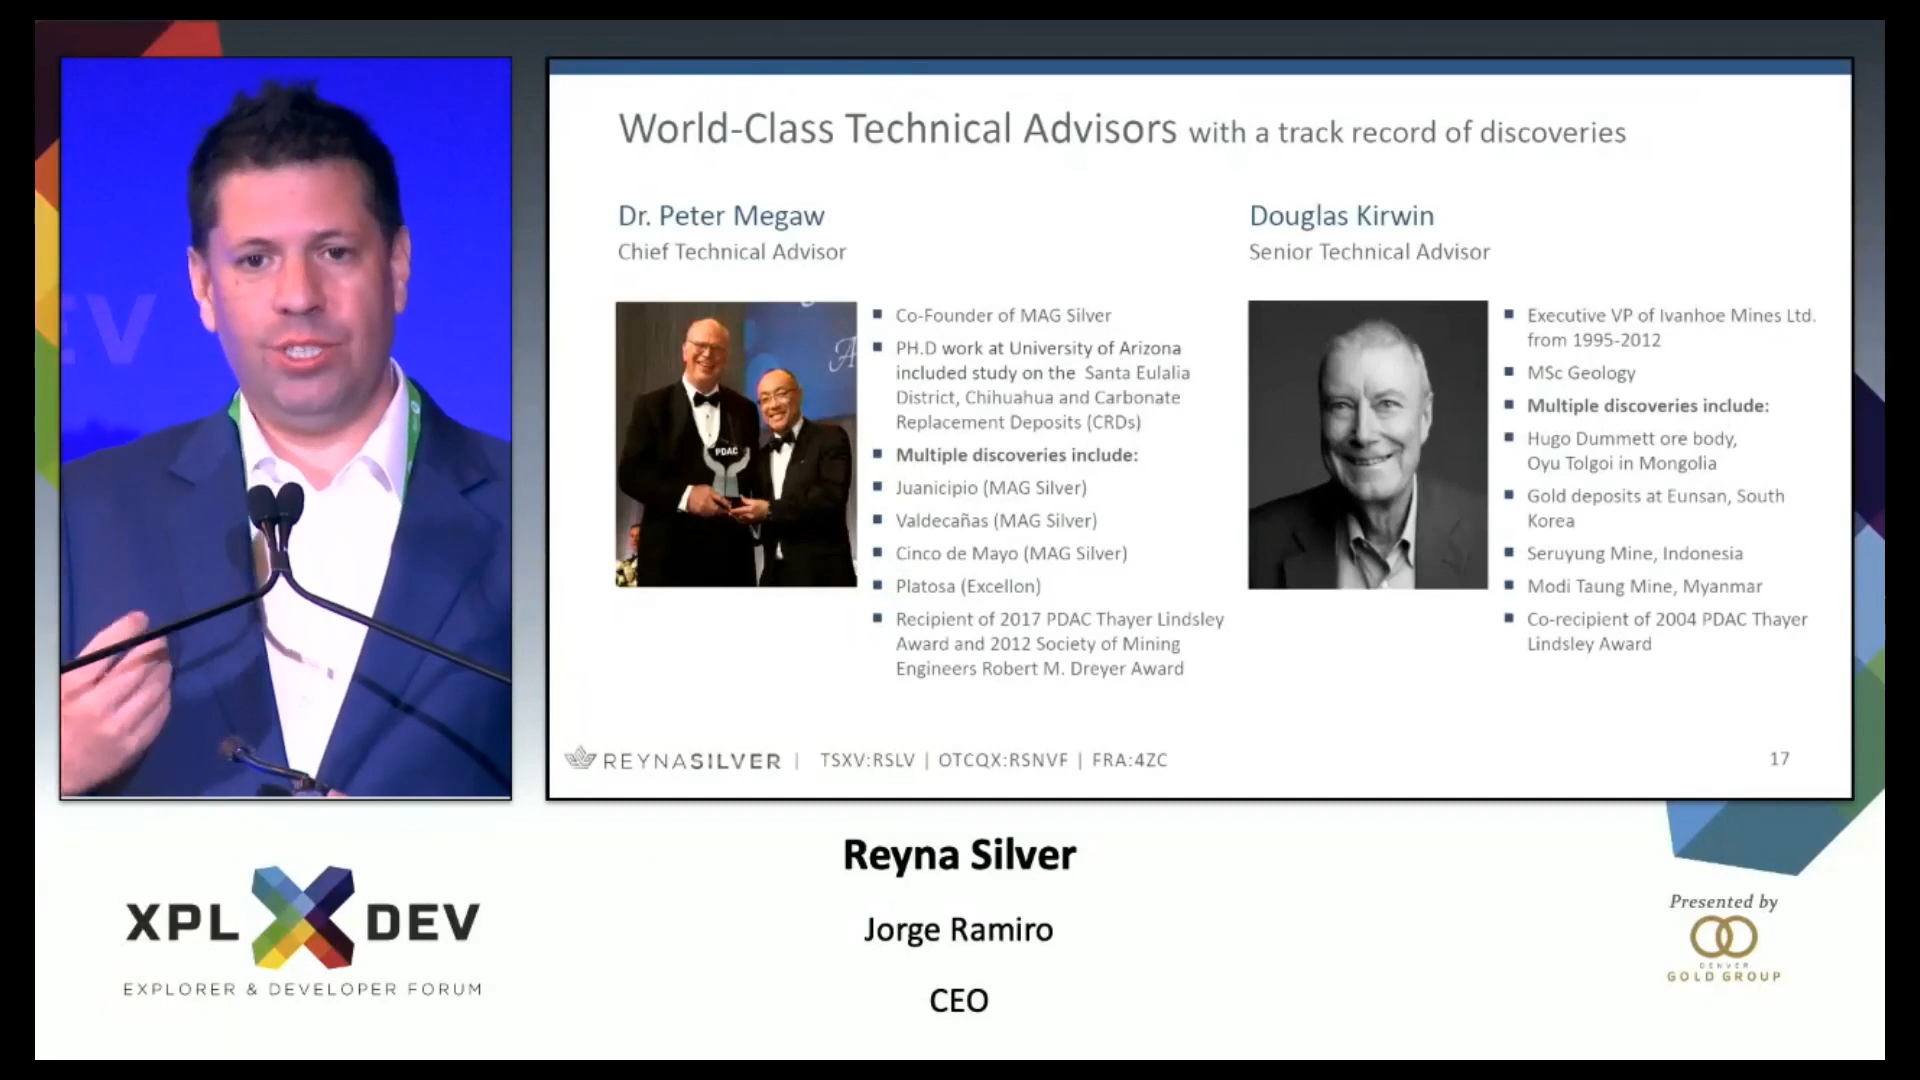 EV
World-Class Technical Advisors with a track record of discoveries
Dr. Peter Megaw
Chief Technical Advisor
PDAC
Co-Founder of MAG Silver
PH.D work at University of Arizona
included study on the Santa Eulalia
District, Chihuahua and Carbonate
Replacement Deposits (CRDs)
Multiple discoveries include:
Juanicipio (MAG Silver)
Valdecañas (MAG Silver)
Cinco de Mayo (MAG Silver)
Platosa (Excellon)
Recipient of 2017 PDAC Thayer Lindsley
Award and 2012 Society of Mining
Engineers Robert M. Dreyer Award
Douglas Kirwin
Senior Technical Advisor
Executive VP of Ivanhoe Mines Ltd.
from 1995-2012
MSc Geology
Multiple discoveries include:
Hugo Dummett ore body,
Oyu Tolgoi in Mongolia
Gold deposits at Eunsan, South
Korea
Seruyung Mine, Indonesia
Modi Taung Mine, Myanmar
Co-recipient of 2004 PDAC Thayer
Lindsley Award
REYNASILVER | TSXV:RSLV | OTCQX:RSNVF | FRA:4ZC
17
Reyna Silver
Jorge Ramiro
CEO
XPL DEV
EXPLORER & DEVELOPER FORUM
Presented by
DENVER
GOLD GROUP